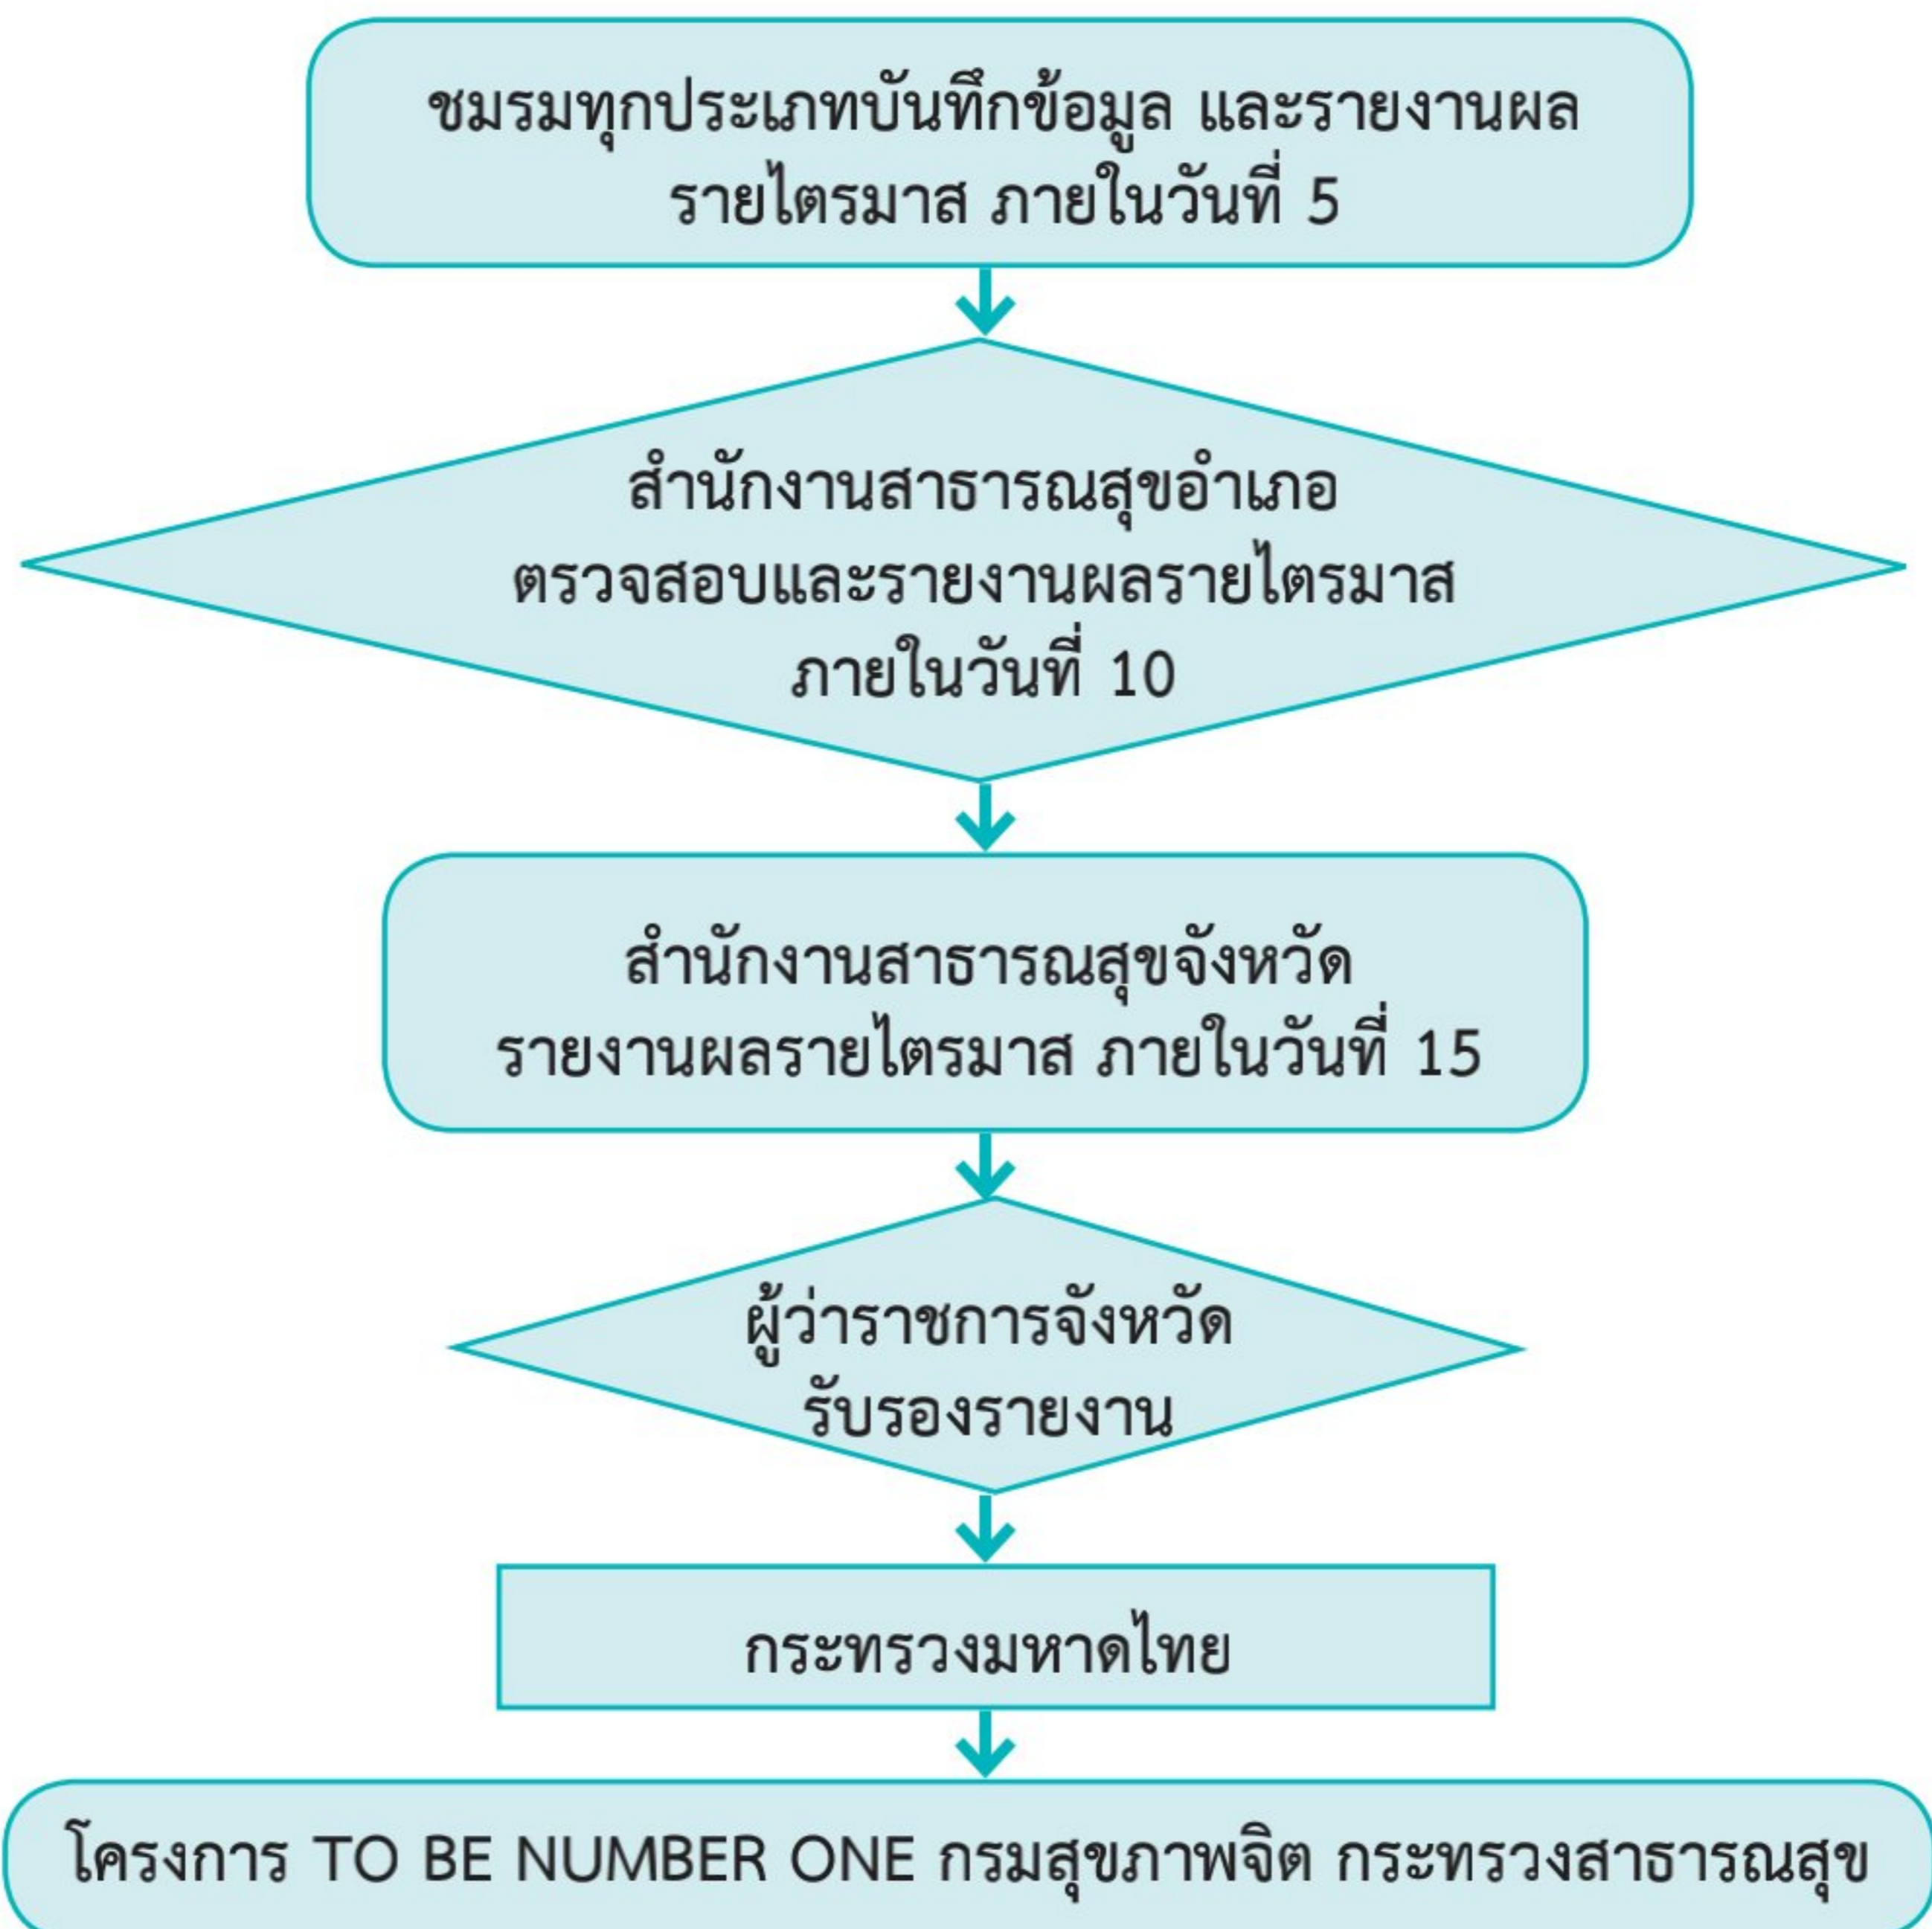 ชมรมทุกประเภทบันทึกข้อมูล และรายงานผล
รายไตรมาส ภายในวันที่ 5
สำนักงานสาธารณสุขอำเภอ
ตรวจสอบและรายงานผลรายไตรมาส
ภายในวันที่ 10
สำนักงานสาธารณสุขจังหวัด
รายงานผลรายไตรมาส ภายในวันที่ 15
ผู้ว่าราชการจังหวัด
รับรองรายงาน
กระทรวงมหาดไทย
โครงการ TO BE NUMBER ONE กรมสุขภาพจิต กระทรวงสาธารณสุข